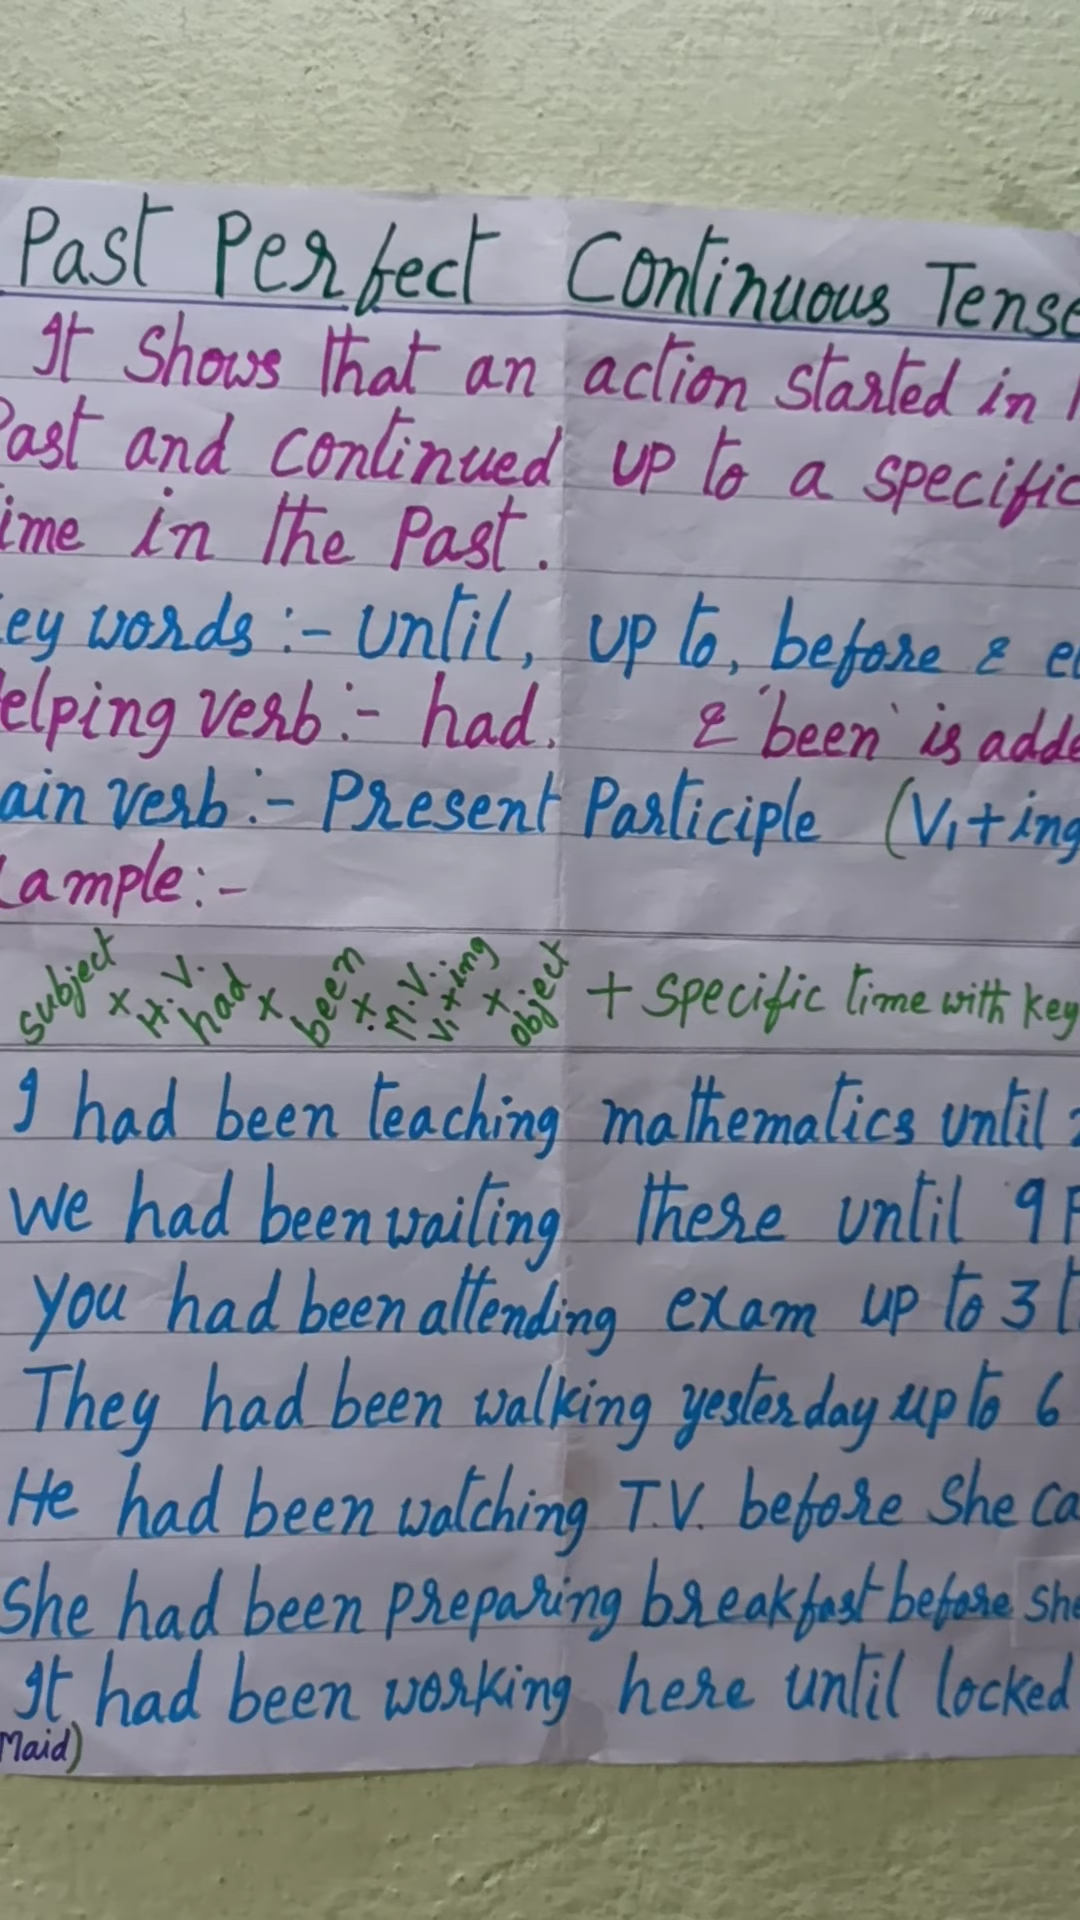 Past Perfect Continuous Tense
It shows that an action started in
Past and continued up to a specific
ime in the Past.
ey words :- until, up to, before &
elping verb :- had. & 'been' is adde
ain verb :- Present Participle (V1+ing
ample :-
subject x H.V. had x been x M.V. V1+ing x object + specific time with key
I had been teaching mathematics until
We had been waiting there until 9 P
You had been attending exam up to 3
They had been walking yesterday up to 6
He had been watching T.V. before she ca
She had been preparing breakfast before she
It had been working here until locked
Maid)